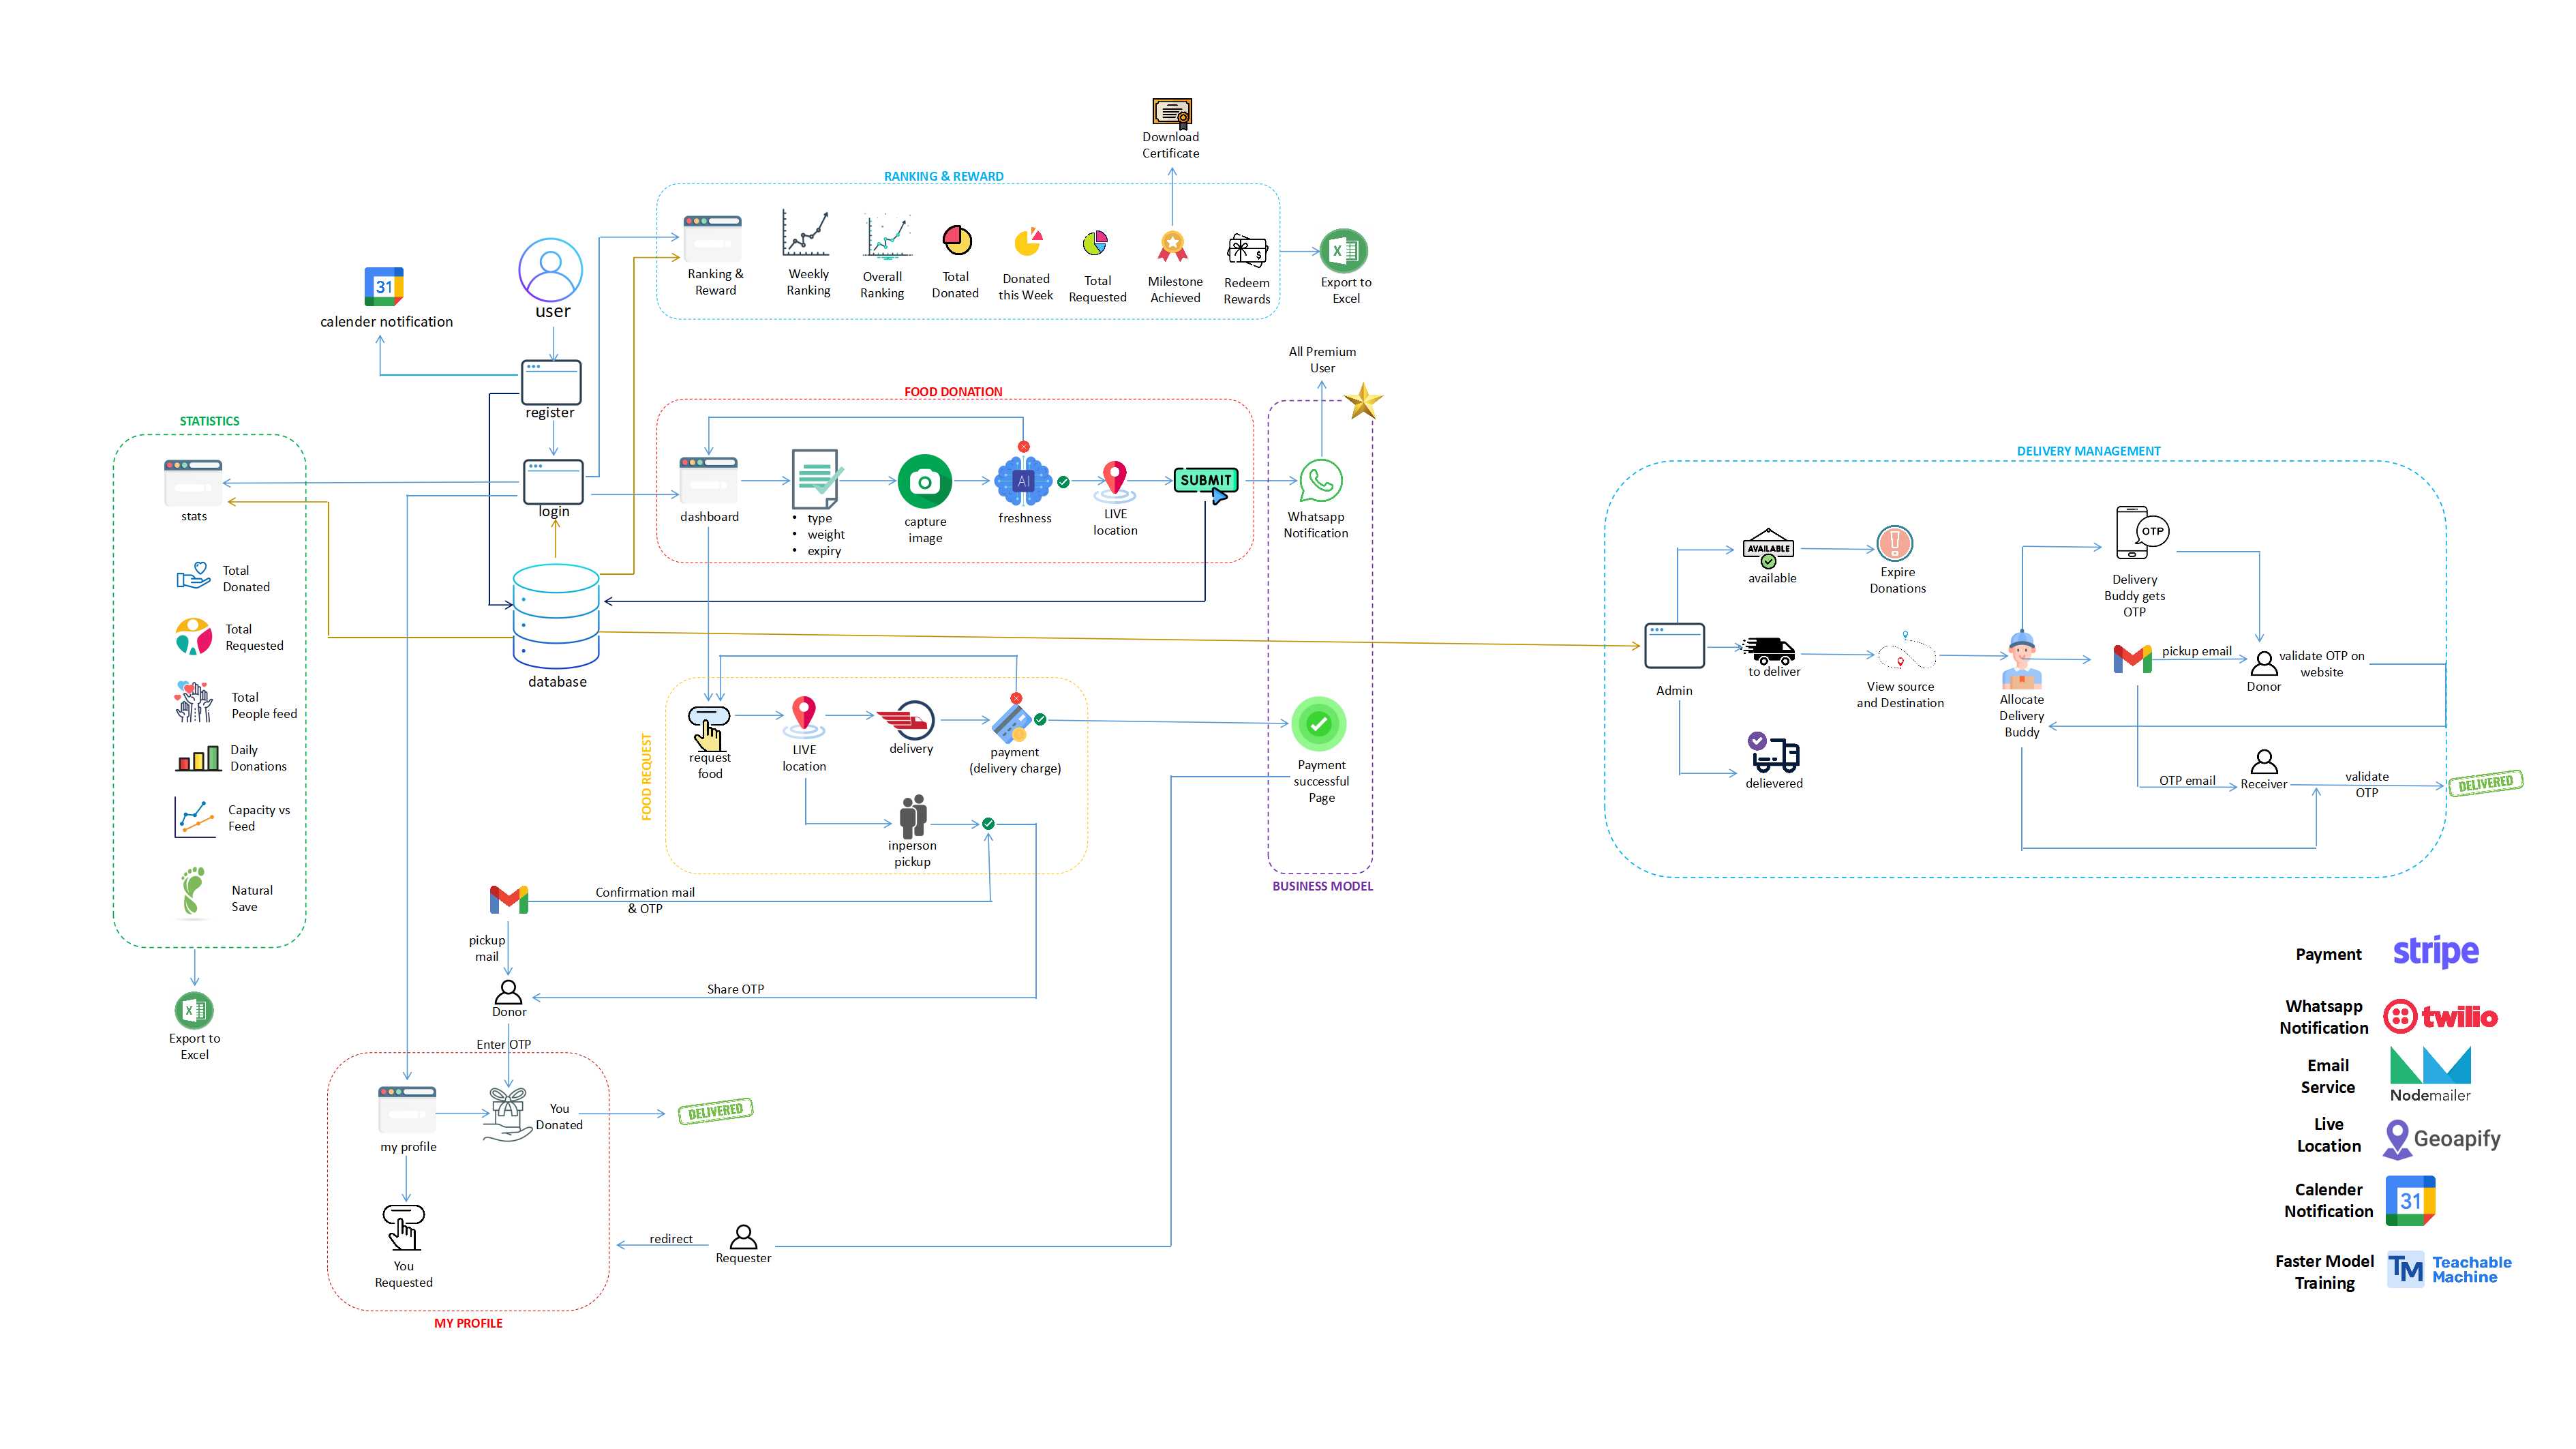 Download
Certificate
RANKING & REWARD
Ranking &
Reward
Weekly
Ranking
Overall
Ranking
Total
Donated
Donated
this Week
Total
Requested
Milestone
Achieved
Redeem
Rewards
X
Export to
Excel
31
calender notification
user
register
login
database
All Premium
User
STATISTICS
stats
Total
Donated
Total
Requested
Total
People feed
Daily
Donations
Capacity vs
Feed
Natural
Save
X
Export to
Excel
FOOD DONATION
dashboard
• type
• weight
• expiry
capture
image
AI
freshness
LIVE
location
SUBMIT
Whatsapp
Notification
FOOD REQUEST
request
food
LIVE
location
delivery
payment
(delivery charge)
inperson
pickup
Payment
successful
Page
BUSINESS MODEL
Confirmation mail
& OTP
pickup
mail
Share OTP
Donor
Enter OTP
my profile
You
Donated
DELIVERED
You
Requested
redirect
Requester
MY PROFILE
DELIVERY MANAGEMENT
Admin
AVAILABLE
available
Expire
Donations
to deliver
View source
and Destination
delievered
Allocate
Delivery
Buddy
OTP
Delivery
Buddy gets
OTP
pickup email
Donor
validate OTP on
website
OTP email
Receiver
validate
OTP
DELIVERED
Payment
stripe
Whatsapp
Notification
twilio
Email
Service
Nodemailer
Live
Location
Geoapify
Calender
Notification
31
Faster Model
Training
TM
Teachable
Machine